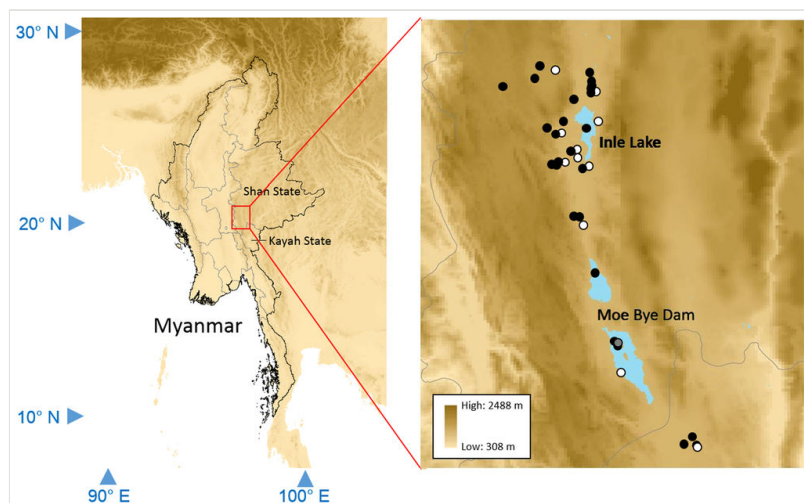 30° N
20° N
10° N
90° E
100° E
Shan State
Kayah State
Myanmar
Inle Lake
Moe Bye Dam
High: 2488 m
Low: 308 m